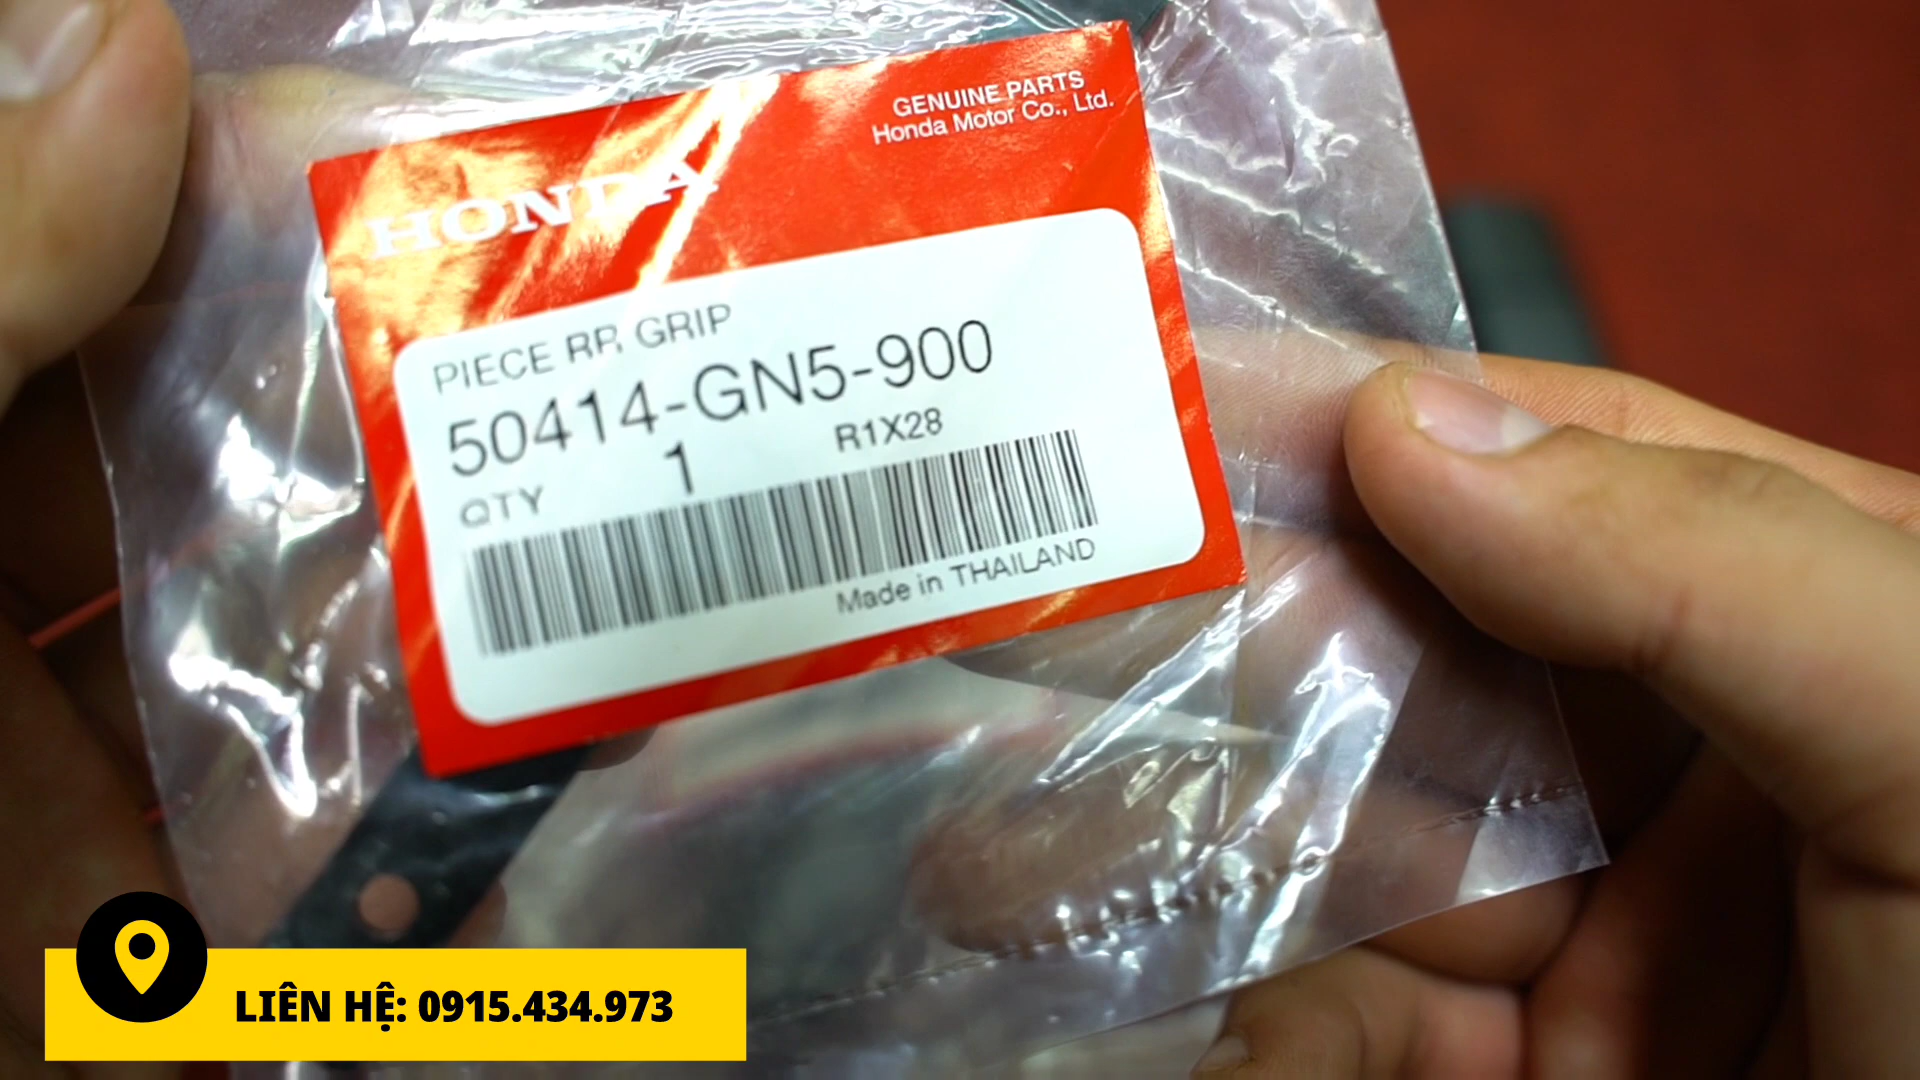 GENUINE PARTS
Honda Motor Co., Ltd.
HONDA
PIECE RR, GRIP
50414-GN5-900
QTY 1 R1X28
Made in THAILAND
LIÊN HỆ: 0915.434.973